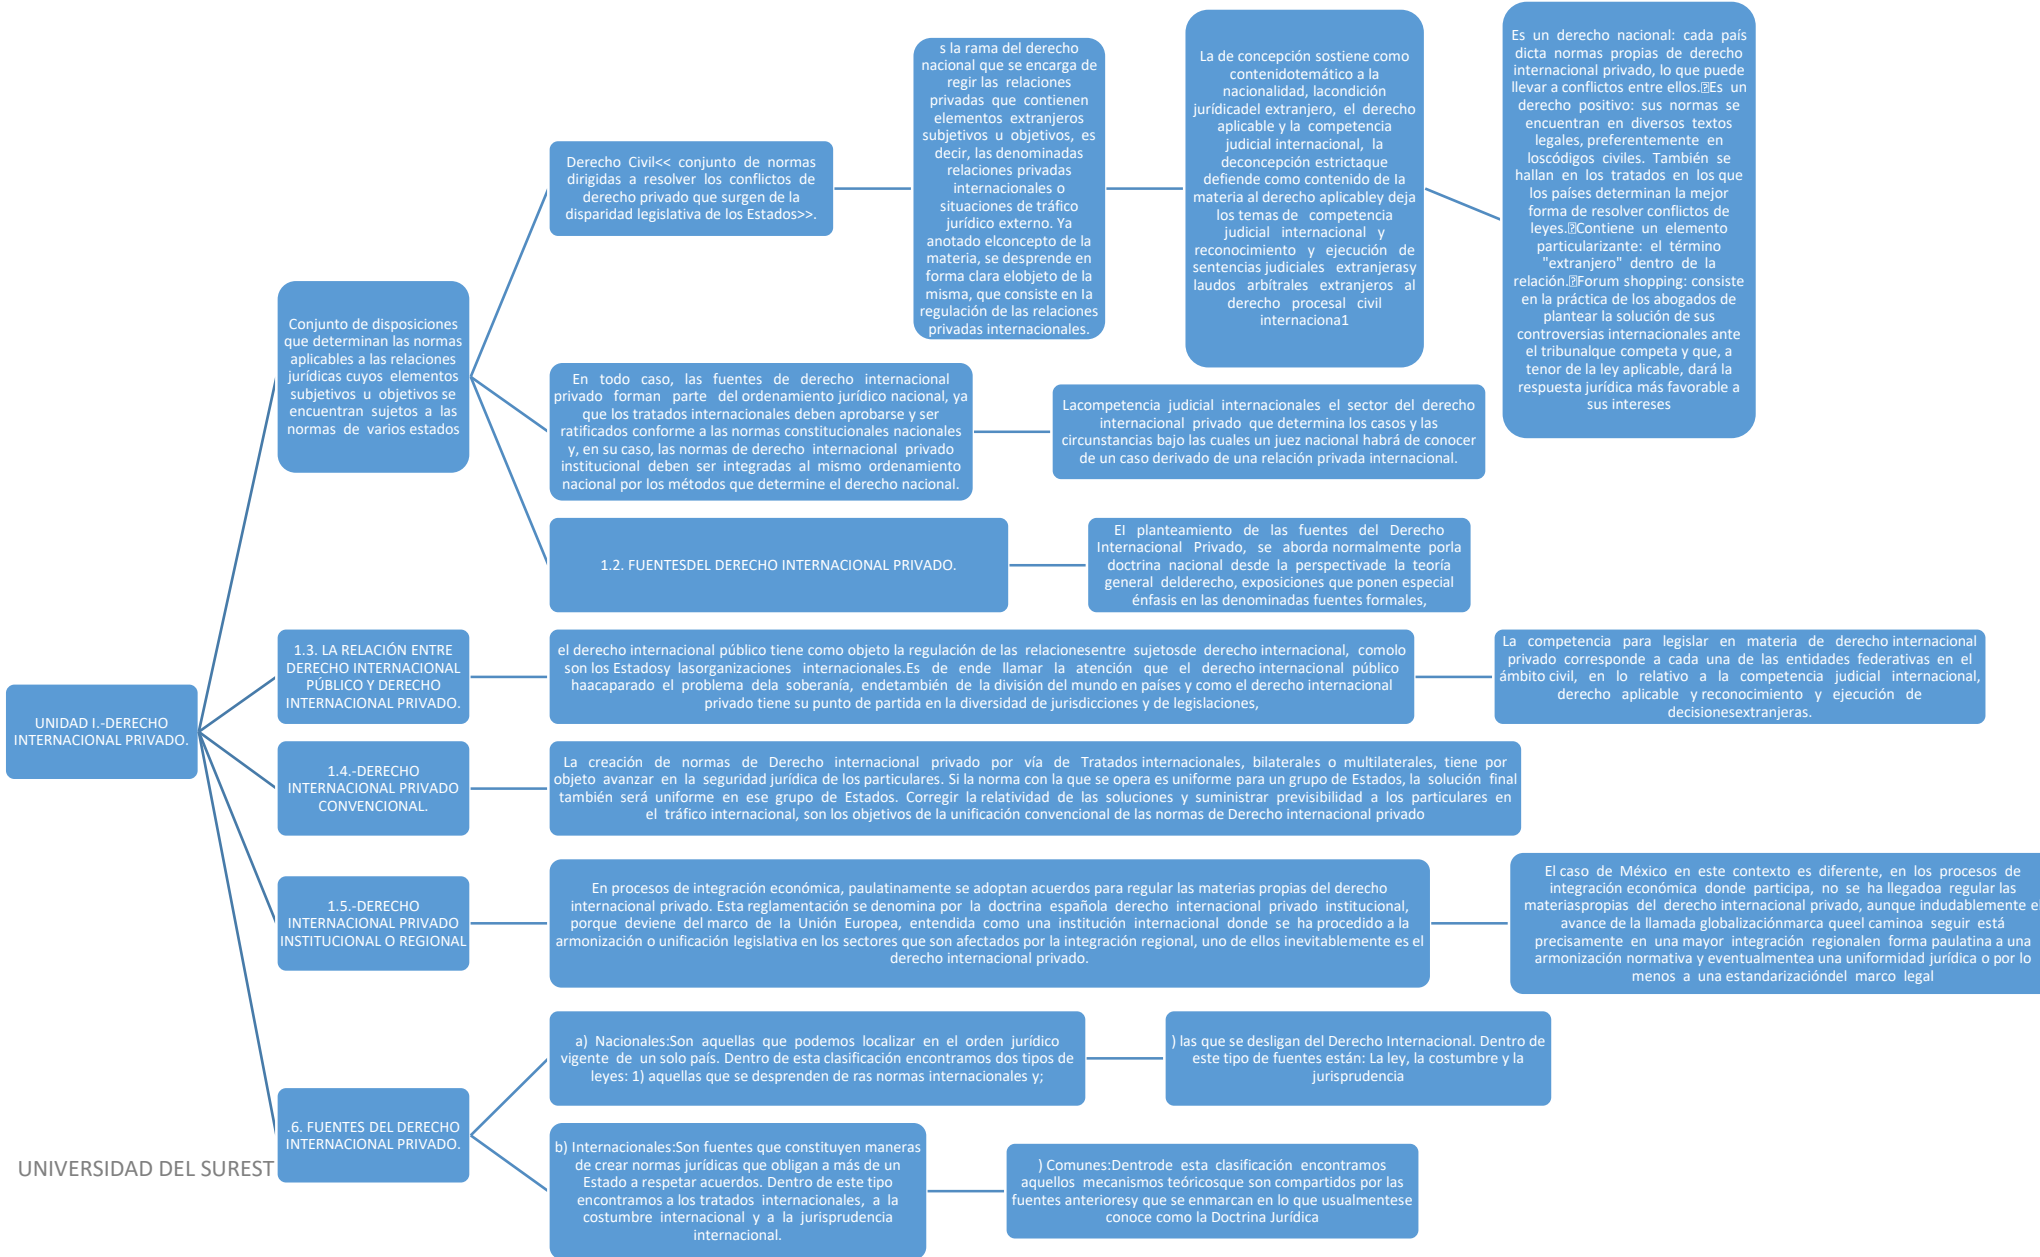 UNIDAD I.-DERECHO
INTERNACIONAL PRIVADO.
Conjunto de disposiciones
que determinan las normas
aplicables a las relaciones
jurídicas cuyos elementos
subjetivos u objetivos se
encuentran sujetos a las
normas de varios estados
Derecho Civil<< conjunto de normas
dirigidas a resolver los conflictos de
derecho privado que surgen de la
disparidad legislativa de los Estados>>.
s la rama del derecho
nacional que se encarga de
regir las relaciones
privadas que contienen
elementos extranjeros
subjetivos u objetivos, es
decir, las denominadas
relaciones privadas
internacionales o
situaciones de tráfico
jurídico externo. Ya
anotado elconcepto de la
materia, se desprende en
forma clara elobjeto de la
misma, que consiste en la
regulación de las relaciones
privadas internacionales.
La de concepción sostiene como
contenidotemático a la
nacionalidad, lacondición
jurídicadel extranjero, el derecho
aplicable y la competencia
judicial internacional, la
deconcepción estrictaque
defiende como contenido de la
materia al derecho aplicabley deja
los temas de competencia
judicial internacional y
reconocimiento y ejecución de
sentencias judiciales extranjerasy
laudos arbítrales extranjeros al
derecho procesal civil
internaciona1
Es un derecho nacional: cada país
dicta normas propias de derecho
internacional privado, lo que puede
llevar a conflictos entre ellos.Es un
derecho positivo: sus normas se
encuentran en diversos textos
legales, preferentemente en
loscódigos civiles. También se
hallan en los tratados en los que
los países determinan la mejor
forma de resolver conflictos de
leyes.Contiene un elemento
particularizante: el término
"extranjero" dentro de la
relación.Forum shopping: consiste
en la práctica de los abogados de
plantear la solución de sus
controversias internacionales ante
el tribunalque competa y que, a
tenor de la ley aplicable, dará la
respuesta jurídica más favorable a
sus intereses
En todo caso, las fuentes de derecho internacional
privado forman parte del ordenamiento jurídico nacional, ya
que los tratados internacionales deben aprobarse y ser
ratificados conforme a las normas constitucionales nacionales
y, en su caso, las normas de derecho internacional privado
institucional deben ser integradas al mismo ordenamiento
nacional por los métodos que determine el derecho nacional.
Lacompetencia judicial internacionales el sector del derecho
internacional privado que determina los casos y las
circunstancias bajo las cuales un juez nacional habrá de conocer
de un caso derivado de una relación privada internacional.
1.2. FUENTESDEL DERECHO INTERNACIONAL PRIVADO.
El planteamiento de las fuentes del Derecho
Internacional Privado, se aborda normalmente porla
doctrina nacional desde la perspectivade la teoría
general delderecho, exposiciones que ponen especial
énfasis en las denominadas fuentes formales,
1.3. LA RELACIÓN ENTRE
DERECHO INTERNACIONAL
PÚBLICO Y DERECHO
INTERNACIONAL PRIVADO.
el derecho internacional público tiene como objeto la regulación de las relacionesentre sujetosde derecho internacional, comolo
son los Estadosy lasorganizaciones internacionales.Es de ende llamar la atención que el derecho internacional público
haacaparado el problema dela soberanía, endetambién de la división del mundo en países y como el derecho internacional
privado tiene su punto de partida en la diversidad de jurisdicciones y de legislaciones,
La competencia para legislar en materia de derecho internacional
privado corresponde a cada una de las entidades federativas en el
ámbito civil, en lo relativo a la competencia judicial internacional,
derecho aplicable y reconocimiento y ejecución de
decisionesextranjeras.
1.4.-DERECHO
INTERNACIONAL PRIVADO
CONVENCIONAL.
La creación de normas de Derecho internacional privado por vía de Tratados internacionales, bilaterales o multilaterales, tiene por
objeto avanzar en la seguridad jurídica de los particulares. Si la norma con la que se opera es uniforme para un grupo de Estados, la solución final
también será uniforme en ese grupo de Estados. Corregir la relatividad de las soluciones y suministrar previsibilidad a los particulares en
el tráfico internacional, son los objetivos de la unificación convencional de las normas de Derecho internacional privado
1.5.-DERECHO
INTERNACIONAL PRIVADO
INSTITUCIONAL O REGIONAL
En procesos de integración económica, paulatinamente se adoptan acuerdos para regular las materias propias del derecho
internacional privado. Esta reglamentación se denomina por la doctrina española derecho internacional privado institucional,
porque deviene del marco de la Unión Europea, entendida como una institución internacional donde se ha procedido a la
armonización o unificación legislativa en los sectores que son afectados por la integración regional, uno de ellos inevitablemente es el
derecho internacional privado.
El caso de México en este contexto es diferente, en los procesos de
integración económica donde participa, no se ha llegadoa regular las
materiaspropias del derecho internacional privado, aunque indudablemente el
avance de la llamada globalizaciónmarca queel caminoa seguir está
precisamente en una mayor integración regionalen forma paulatina a una
armonización normativa y eventualmentea una uniformidad jurídica o por lo
menos a una estandarizacióndel marco legal
.6. FUENTES DEL DERECHO
INTERNACIONAL PRIVADO.
a) Nacionales:Son aquellas que podemos localizar en el orden jurídico
vigente de un solo país. Dentro de esta clasificación encontramos dos tipos de
leyes: 1) aquellas que se desprenden de ras normas internacionales y;
) las que se desligan del Derecho Internacional. Dentro de
este tipo de fuentes están: La ley, la costumbre y la
jurisprudencia
b) Internacionales:Son fuentes que constituyen maneras
de crear normas jurídicas que obligan a más de un
Estado a respetar acuerdos. Dentro de este tipo
encontramos a los tratados internacionales, a la
costumbre internacional y a la jurisprudencia
internacional.
) Comunes:Dentrode esta clasificación encontramos
aquellos mecanismos teóricosque son compartidos por las
fuentes anterioresy que se enmarcan en lo que usualmentese
conoce como la Doctrina Jurídica
UNIVERSIDAD DEL SUREST